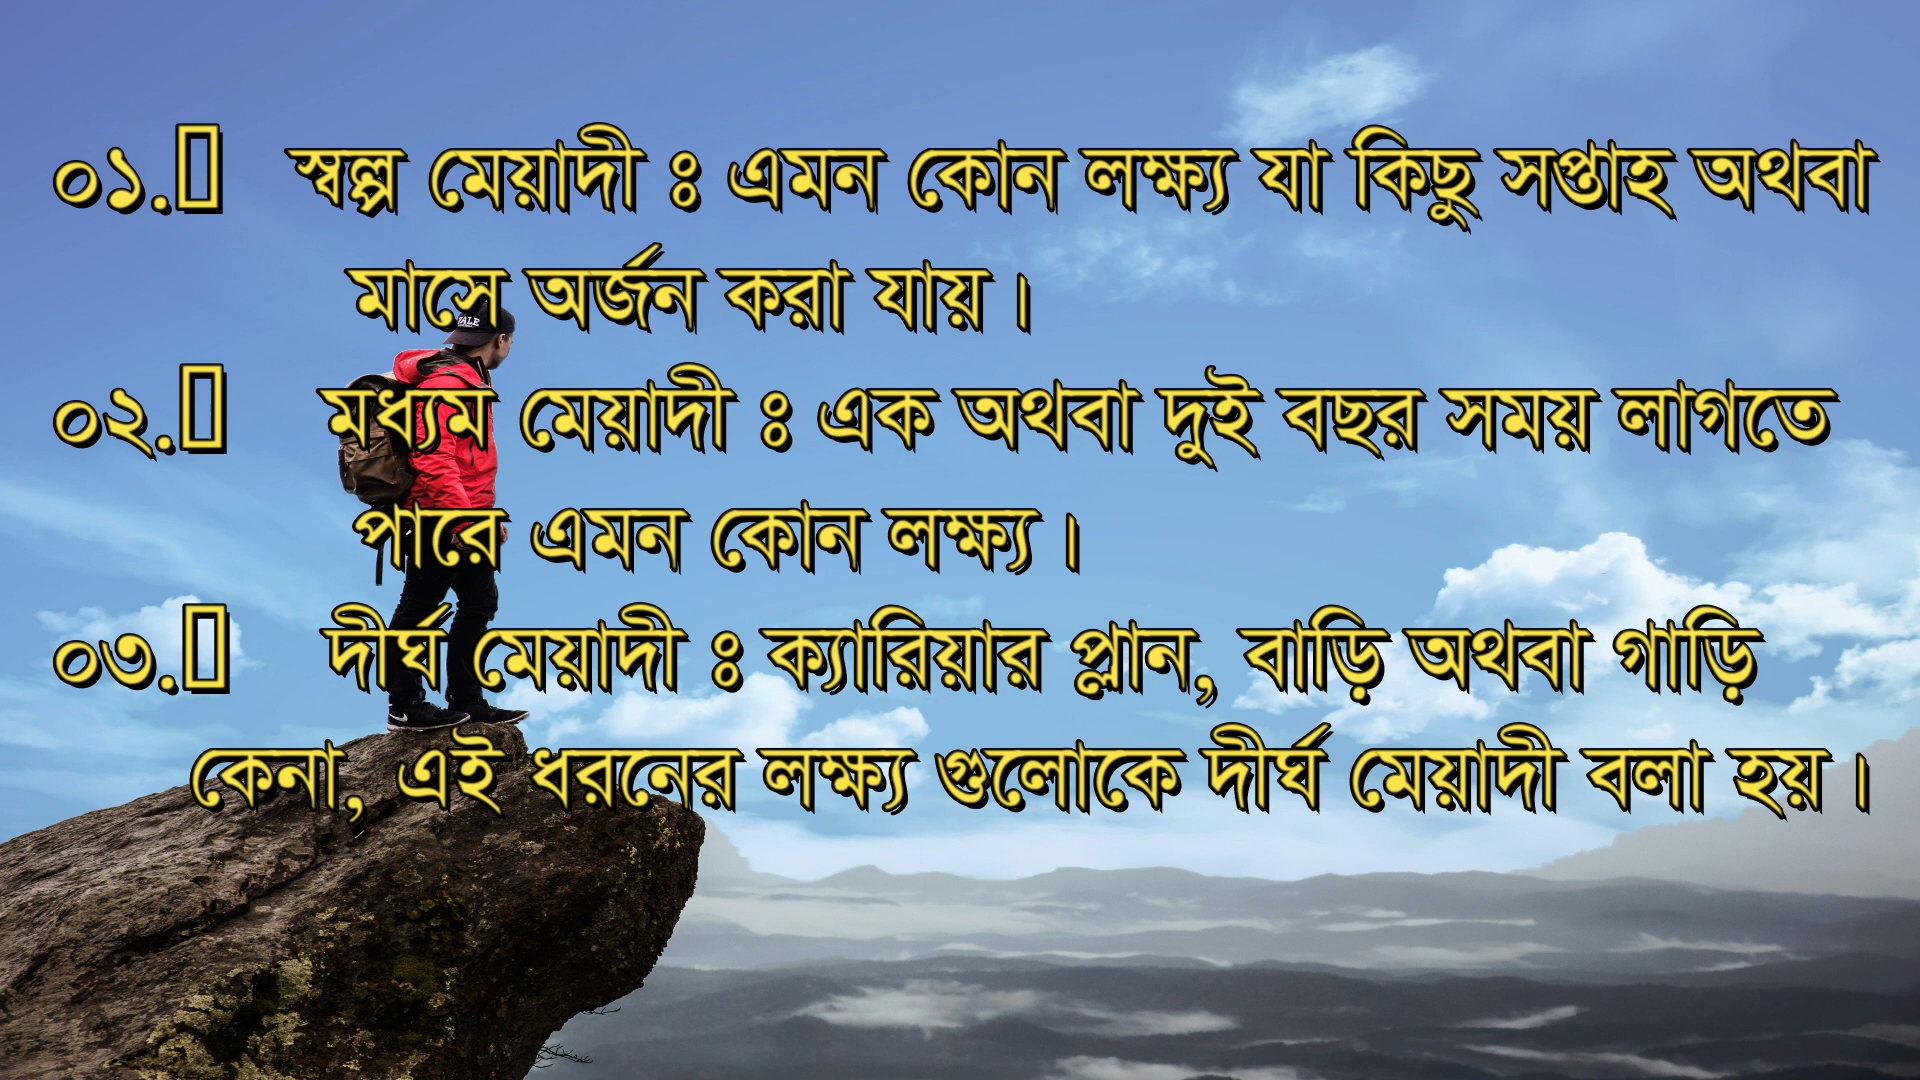 ০১. স্বল্প মেয়াদী ঃ এমন কোন লক্ষ্য যা কিছু সপ্তাহ অথবা
মাসে অর্জন করা যায়।
০২. মধ্যম মেয়াদী ঃ এক অথবা দুই বছর সময় লাগতে
পারে এমন কোন লক্ষ্য।
০৩. দীর্ঘ মেয়াদী ঃ ক্যারিয়ার প্লান, বাড়ি অথবা গাড়ি
কেনা, এই ধরনের লক্ষ্য গুলোকে দীর্ঘ মেয়াদী বলা হয়।